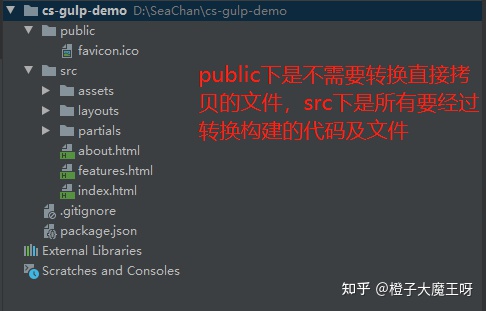 cs-gulp-demo D:\SeaChan\cs-gulp-demo
public
favicon.ico
src
assets
layouts
partials
about.html
features.html
index.html
.gitignore
package.json
External Libraries
Scratches and Consoles
public下是不需要转换直接拷
贝的文件，src下是所有要经过
转换构建的代码及文件
知乎 @橙子大魔王呀